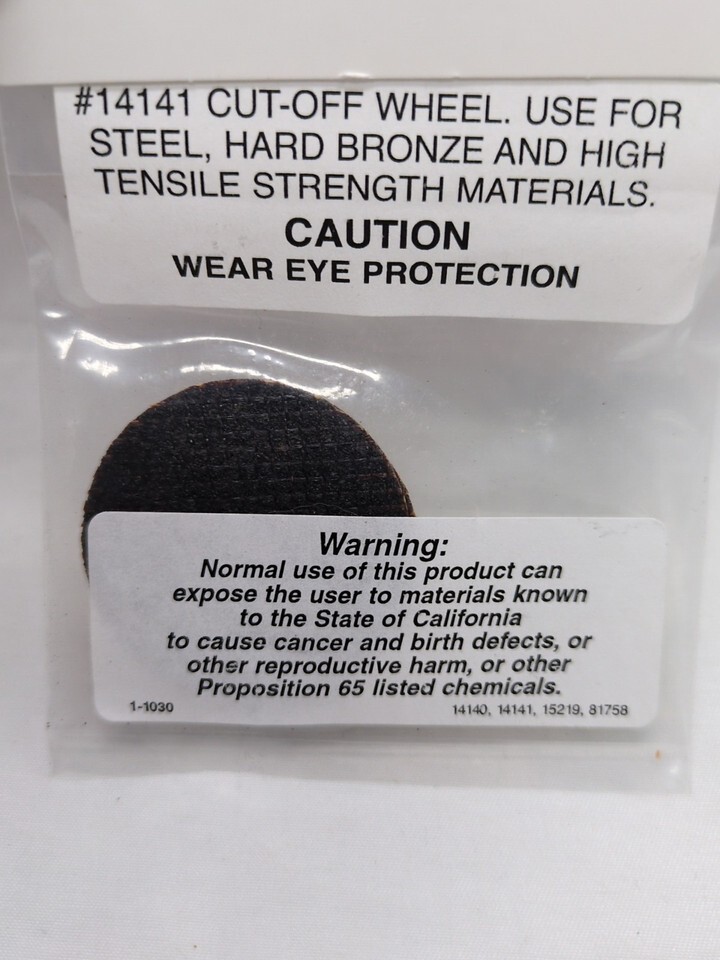 #14141 CUT-OFF WHEEL. USE FOR
STEEL, HARD BRONZE AND HIGH
TENSILE STRENGTH MATERIALS.
CAUTION
WEAR EYE PROTECTION
Warning:
Normal use of this product can
expose the user to materials known
to the State of California
to cause cancer and birth defects, or
other reproductive harm, or other
Proposition 65 listed chemicals.
1-1030
14140, 14141, 15219, 81758